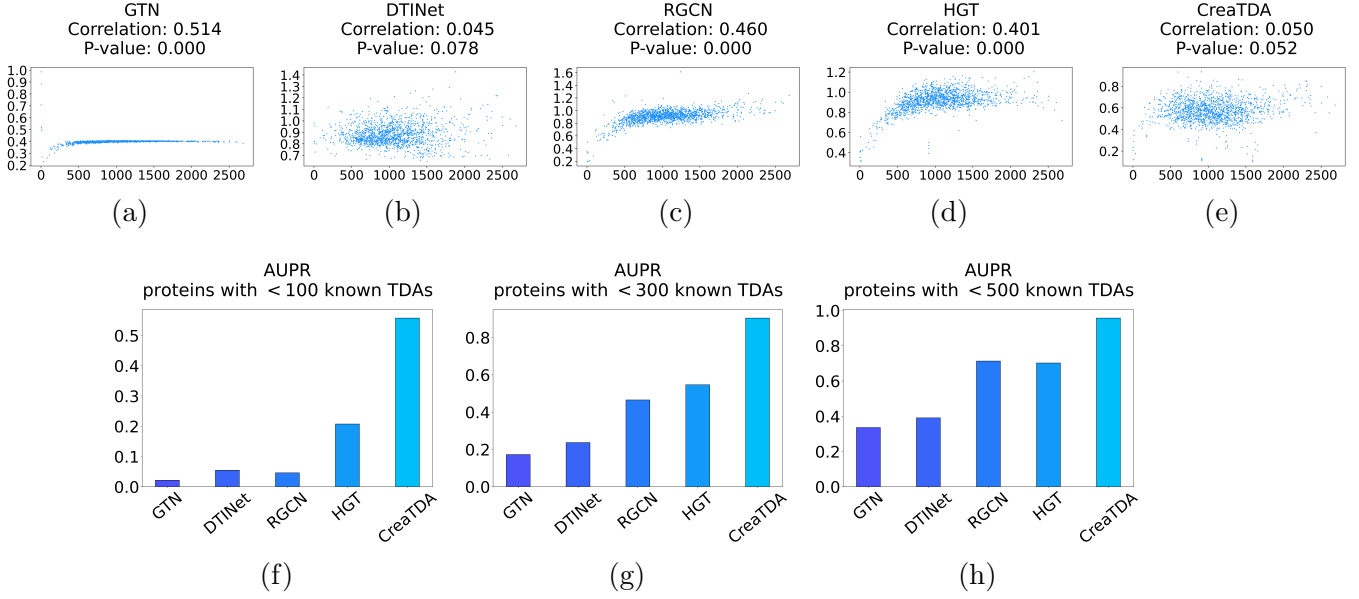 GTN
Correlation: 0.514
P-value: 0.000
1.0
0.9
0.8
0.7
0.6
0.5
0.4
0.3
0.2
0 500 1000 1500 2000 2500
(a)
DTINet
Correlation: 0.045
P-value: 0.078
1.4
1.3
1.2
1.1
1.0
0.9
0.8
0.7
0 500 1000 1500 2000 2500
(b)
RGCN
Correlation: 0.460
P-value: 0.000
1.6
1.4
1.2
1.0
0.8
0.6
0.4
0.2
0 500 1000 1500 2000 2500
(c)
HGT
Correlation: 0.401
P-value: 0.000
1.2
1.0
0.8
0.6
0.4
0 500 1000 1500 2000 2500
(d)
CreaTDA
Correlation: 0.050
P-value: 0.052
0.8
0.6
0.4
0.2
0 500 1000 1500 2000 2500
(e)
AUPR
proteins with < 100 known TDAs
0.5
0.4
0.3
0.2
0.1
0.0
GTN DTINet RGCN HGT CreaTDA
(f)
AUPR
proteins with < 300 known TDAs
0.8
0.6
0.4
0.2
0.0
GTN DTINet RGCN HGT CreaTDA
(g)
AUPR
proteins with < 500 known TDAs
1.0
0.8
0.6
0.4
0.2
0.0
GTN DTINet RGCN HGT CreaTDA
(h)